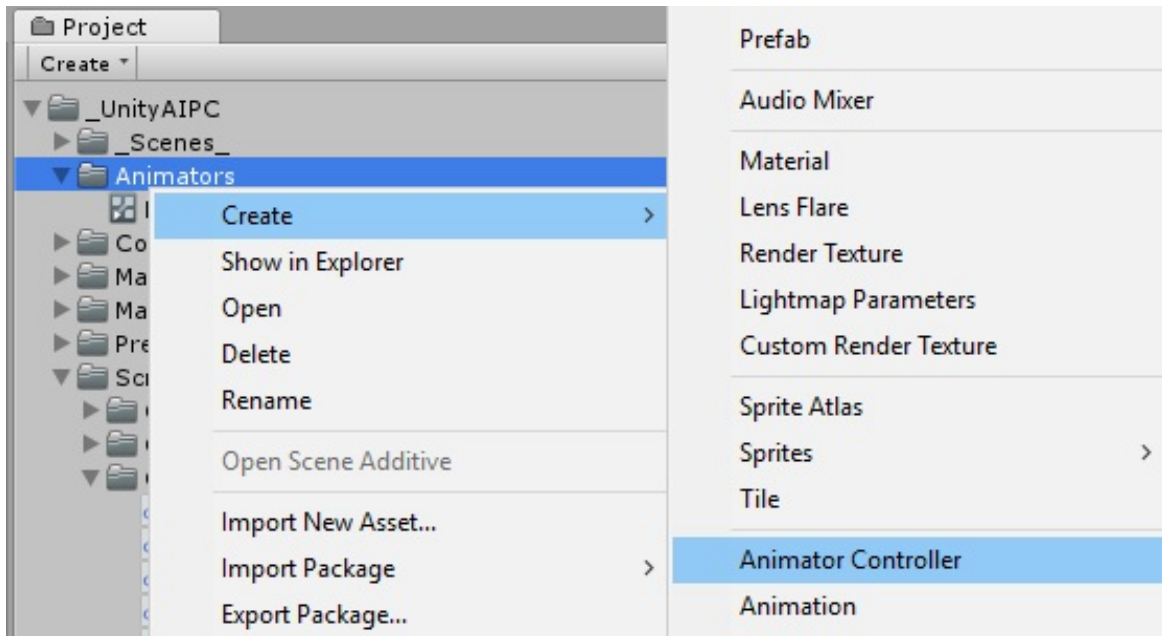 Project
Create
_UnityAIPC
_Scenes_
Animators
Create
Show in Explorer
Open
Delete
Rename
Open Scene Additive
Import New Asset...
Import Package
Export Package...
Prefab
Audio Mixer
Material
Lens Flare
Render Texture
Lightmap Parameters
Custom Render Texture
Sprite Atlas
Sprites
Tile
Animator Controller
Animation